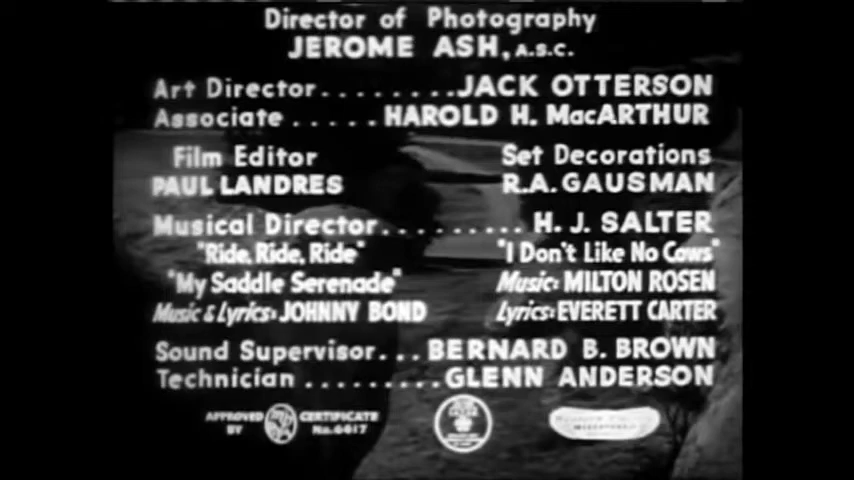 Director of Photography
JEROME ASH, A.S.C.
Art Director........JACK OTTERSON
Associate.....HAROLD H. MacARTHUR
Film Editor
PAUL LANDRES
Set Decorations
R.A. GAUSMAN
Musical Director.........H. J. SALTER
"Ride, Ride, Ride"
"My Saddle Serenade"
Music & Lyrics: JOHNNY BOND
"I Don't Like No Cows"
Music: MILTON ROSEN
Lyrics: EVERETT CARTER
Sound Supervisor...BERNARD B. BROWN
Technician.........GLENN ANDERSON
APPROVED
BY
CERTIFICATE
No. 6617